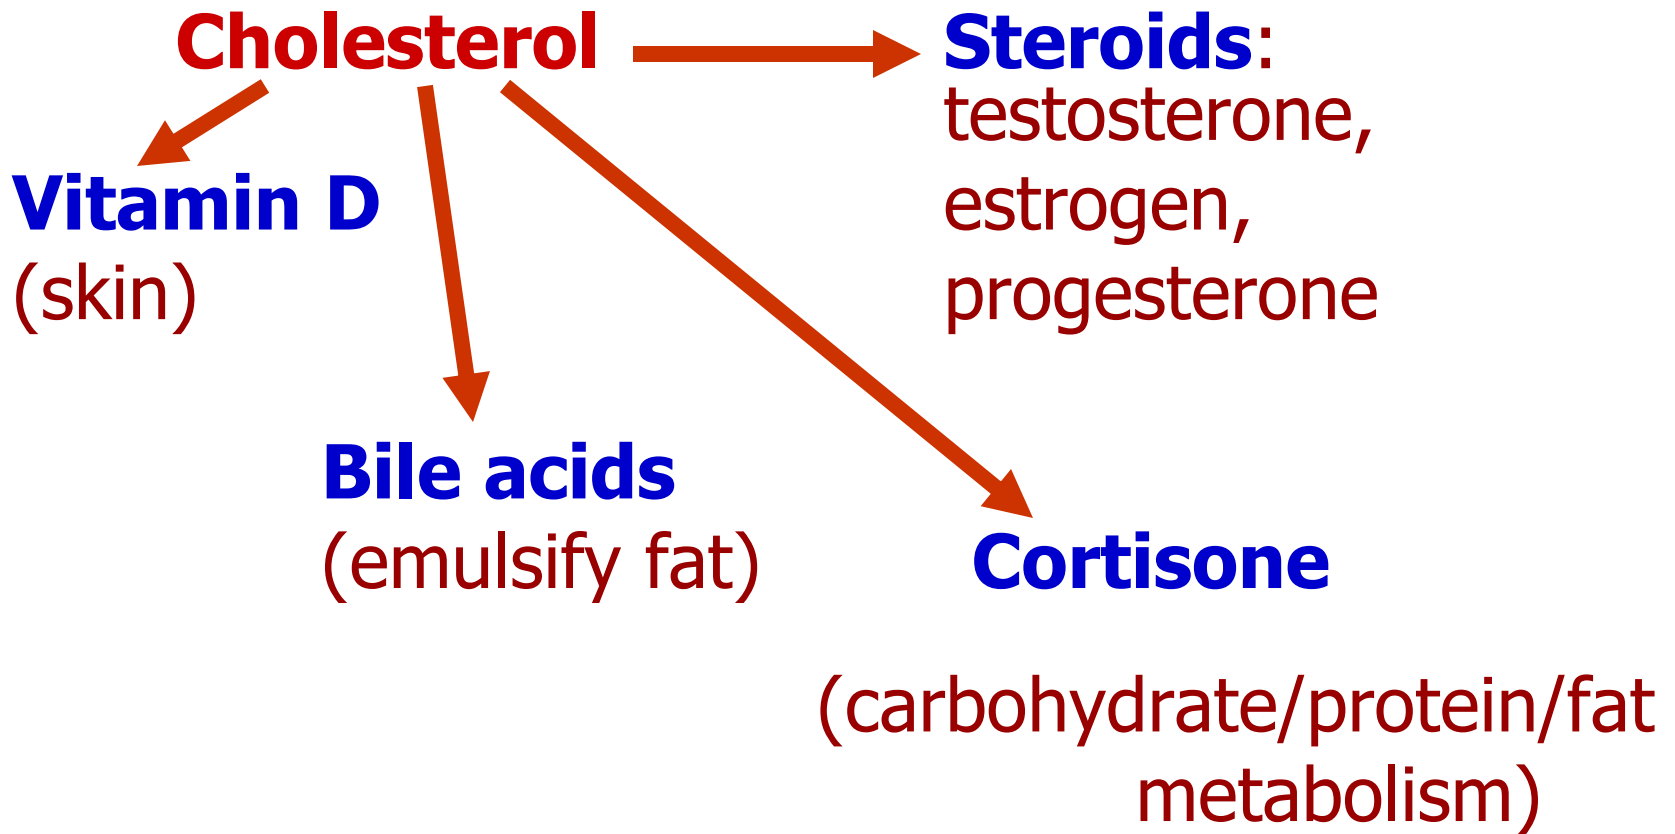 Cholesterol
Steroids:
testosterone,
estrogen,
progesterone
Vitamin D
(skin)
Bile acids
(emulsify fat)
Cortisone
(carbohydrate/protein/fat
metabolism)